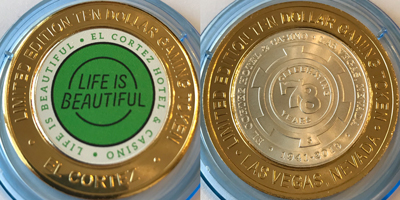 LIMITED EDITION TEN DOLLAR GAMING TOKEN
EL CORTEZ
LIFE IS BEAUTIFUL • EL CORTEZ HOTEL & CASINO •
LIFE IS
BEAUTIFUL
LIMITED EDITION TEN DOLLAR GAMING TOKEN
LAS VEGAS, NEVADA
73
YEARS